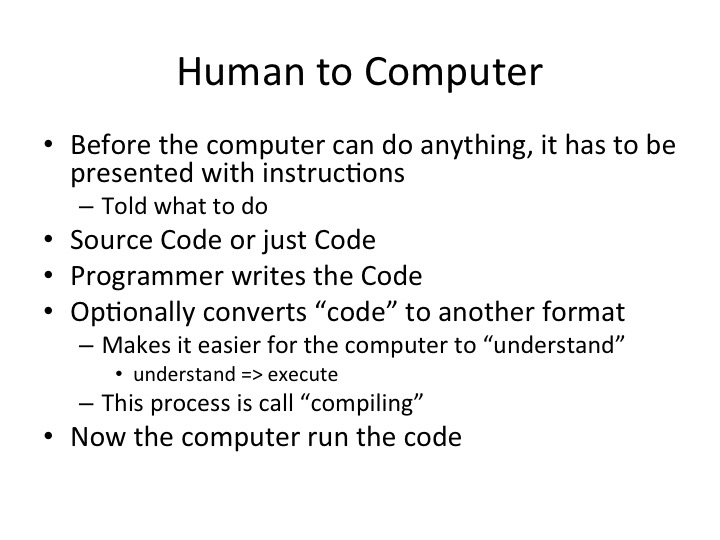 Human to Computer
• Before the computer can do anything, it has to be
presented with instructions
– Told what to do
• Source Code or just Code
• Programmer writes the Code
• Optionally converts “code” to another format
– Makes it easier for the computer to “understand”
• understand => execute
– This process is call “compiling”
• Now the computer run the code